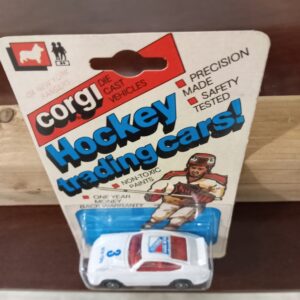 corgi
DIE
CAST
VEHICLES
PRECISION
MADE
SAFETY
TESTED
Hockey
trading cars!
NON-TOXIC
PAINTS
ONE YEAR
MONEY
BACK WARRANTY
3